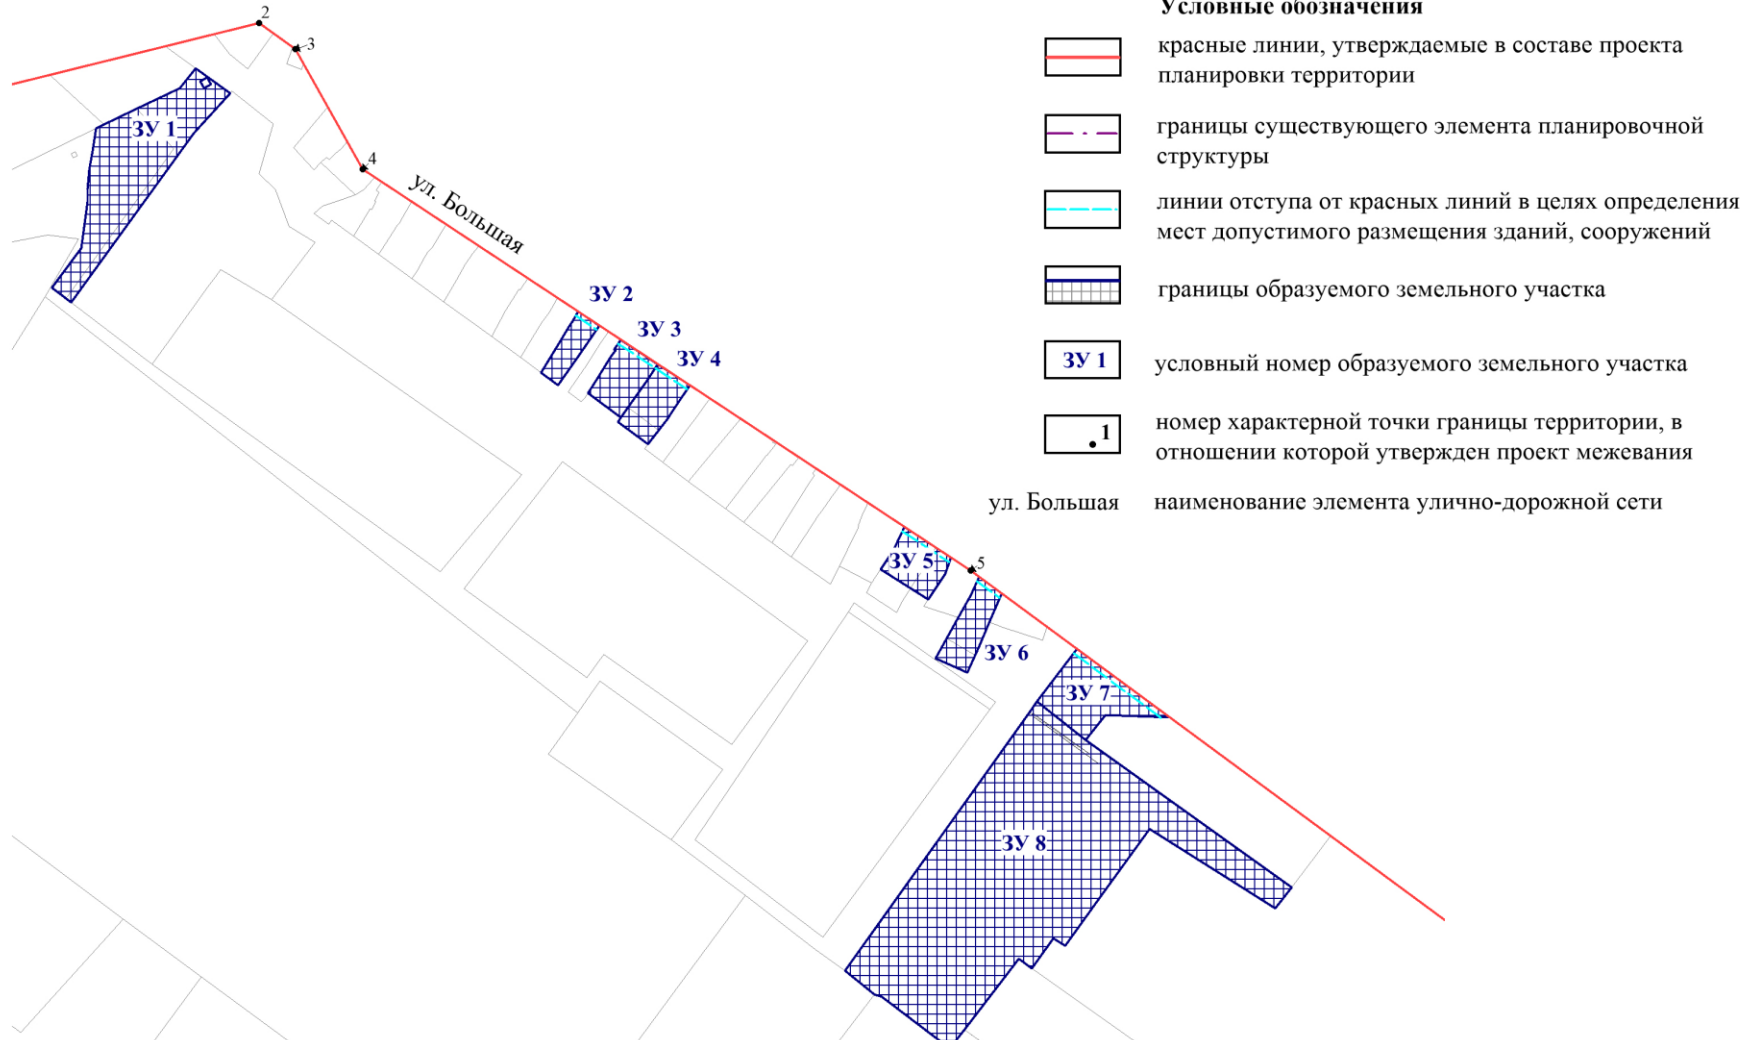 Условные обозначения
красные линии, утверждаемые в составе проекта
планировки территории
границы существующего элемента планировочной
структуры
линии отступа от красных линий в целях определения
мест допустимого размещения зданий, сооружений
границы образуемого земельного участка
ЗУ 1
условный номер образуемого земельного участка
1
номер характерной точки границы территории, в
отношении которой утвержден проект межевания
ул. Большая
наименование элемента улично-дорожной сети
2
3
4
ул. Большая
ЗУ 1
ЗУ 2
ЗУ 3
ЗУ 4
ЗУ 5
5
ЗУ 6
ЗУ 7
ЗУ 8